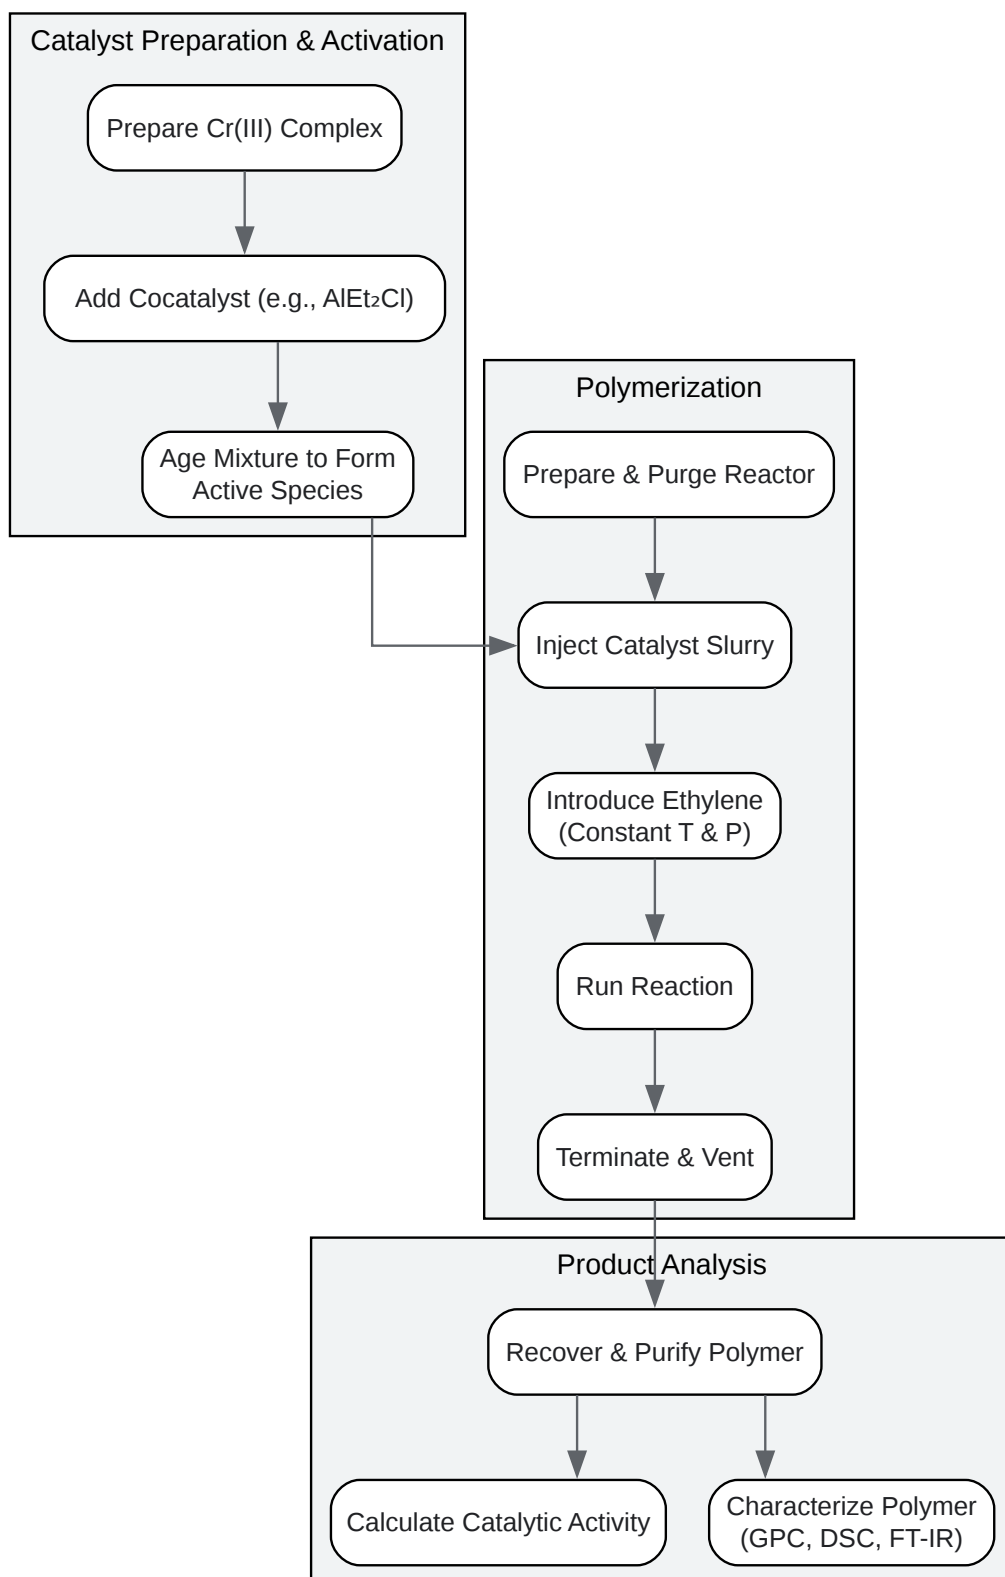 Catalyst Preparation & Activation
Prepare Cr(III) Complex
Add Cocatalyst (e.g., AlEt₂Cl)
Age Mixture to Form
Active Species
Polymerization
Prepare & Purge Reactor
Inject Catalyst Slurry
Introduce Ethylene
(Constant T & P)
Run Reaction
Terminate & Vent
Product Analysis
Recover & Purify Polymer
Calculate Catalytic Activity
Characterize Polymer
(GPC, DSC, FT-IR)